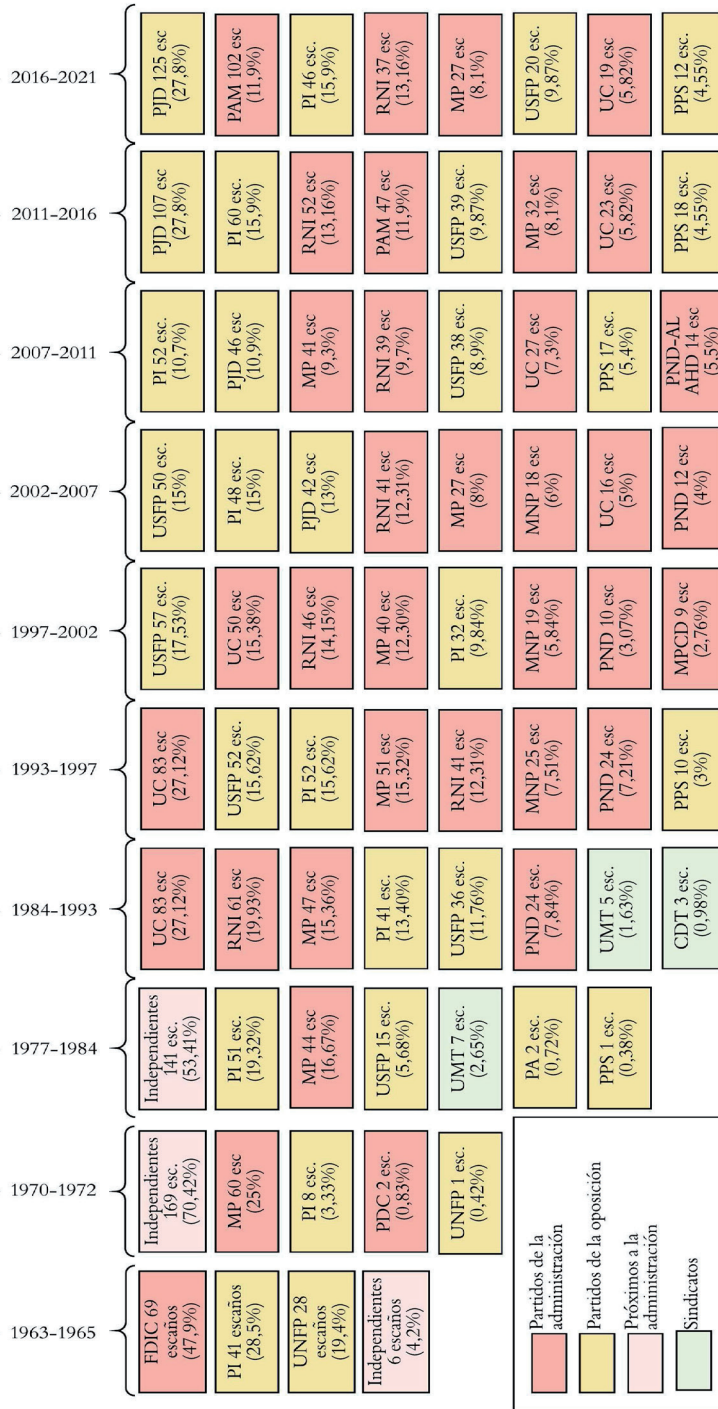 1963–1965
FDIC 69
escaños
(47,9%)
PI 41 escaños
(28,5%)
UNFP 28
escaños
(19,4%)
Independientes
6 escaños
(4,2%)
1970–1972
Independientes
169 esc.
(70,42%)
MP 60 esc
(25%)
PI 8 esc.
(3,33%)
PDC 2 esc.
(0,83%)
UNFP 1 esc.
(0,42%)
1977–1984
Independientes
141 esc.
(53,41%)
PI 51 esc.
(19,32%)
MP 44 esc
(16,67%)
USFP 15 esc.
(5,68%)
UMT 7 esc.
(2,65%)
PA 2 esc.
(0,72%)
PPS 1 esc.
(0,38%)
1984–1993
UC 83 esc
(27,12%)
RNI 61 esc
(19,93%)
MP 47 esc
(15,36%)
PI 41 esc.
(13,40%)
USFP 36 esc.
(11,76%)
PND 24 esc.
(7,84%)
UMT 5 esc.
(1,63%)
CDT 3 esc.
(0,98%)
1993–1997
UC 83 esc
(27,12%)
USFP 52 esc.
(15,62%)
PI 52 esc.
(15,62%)
MP 51 esc
(15,32%)
RNI 41 esc
(12,31%)
MNP 25 esc
(7,51%)
PND 24 esc
(7,21%)
PPS 10 esc.
(3%)
1997–2002
USFP 57 esc.
(17,53%)
UC 50 esc
(15,38%)
RNI 46 esc
(14,15%)
MP 40 esc
(12,30%)
PI 32 esc.
(9,84%)
MNP 19 esc
(5,84%)
PND 10 esc
(3,07%)
MPCD 9 esc
(2,76%)
2002–2007
USFP 50 esc.
(15%)
PI 48 esc.
(15%)
PJD 42 esc
(13%)
RNI 41 esc
(12,31%)
MP 27 esc
(8%)
MNP 18 esc
(6%)
UC 16 esc
(5%)
PND 12 esc
(4%)
2007–2011
PI 52 esc.
(10,7%)
PJD 46 esc.
(10,9%)
MP 41 esc
(9,3%)
RNI 39 esc
(9,7%)
USFP 38 esc.
(8,9%)
UC 27 esc
(7,3%)
PPS 17 esc.
(5,4%)
PND-AL
AHD 14 esc
(5,5%)
2011–2016
PJD 107 esc
(27,8%)
PI 60 esc.
(15,9%)
RNI 52 esc
(13,16%)
PAM 47 esc
(11,9%)
USFP 39 esc.
(9,87%)
MP 32 esc
(8,1%)
UC 23 esc
(5,82%)
PPS 18 esc.
(4,55%)
2016–2021
PJD 125 esc
(27,8%)
PAM 102 esc
(11,9%)
PI 46 esc.
(15,9%)
RNI 37 esc
(13,16%)
MP 27 esc
(8,1%)
USFP 20 esc.
(9,87%)
UC 19 esc
(5,82%)
PPS 12 esc.
(4,55%)
Partidos de la
administración
Partidos de la oposición
Próximos a la
administración
Sindicatos